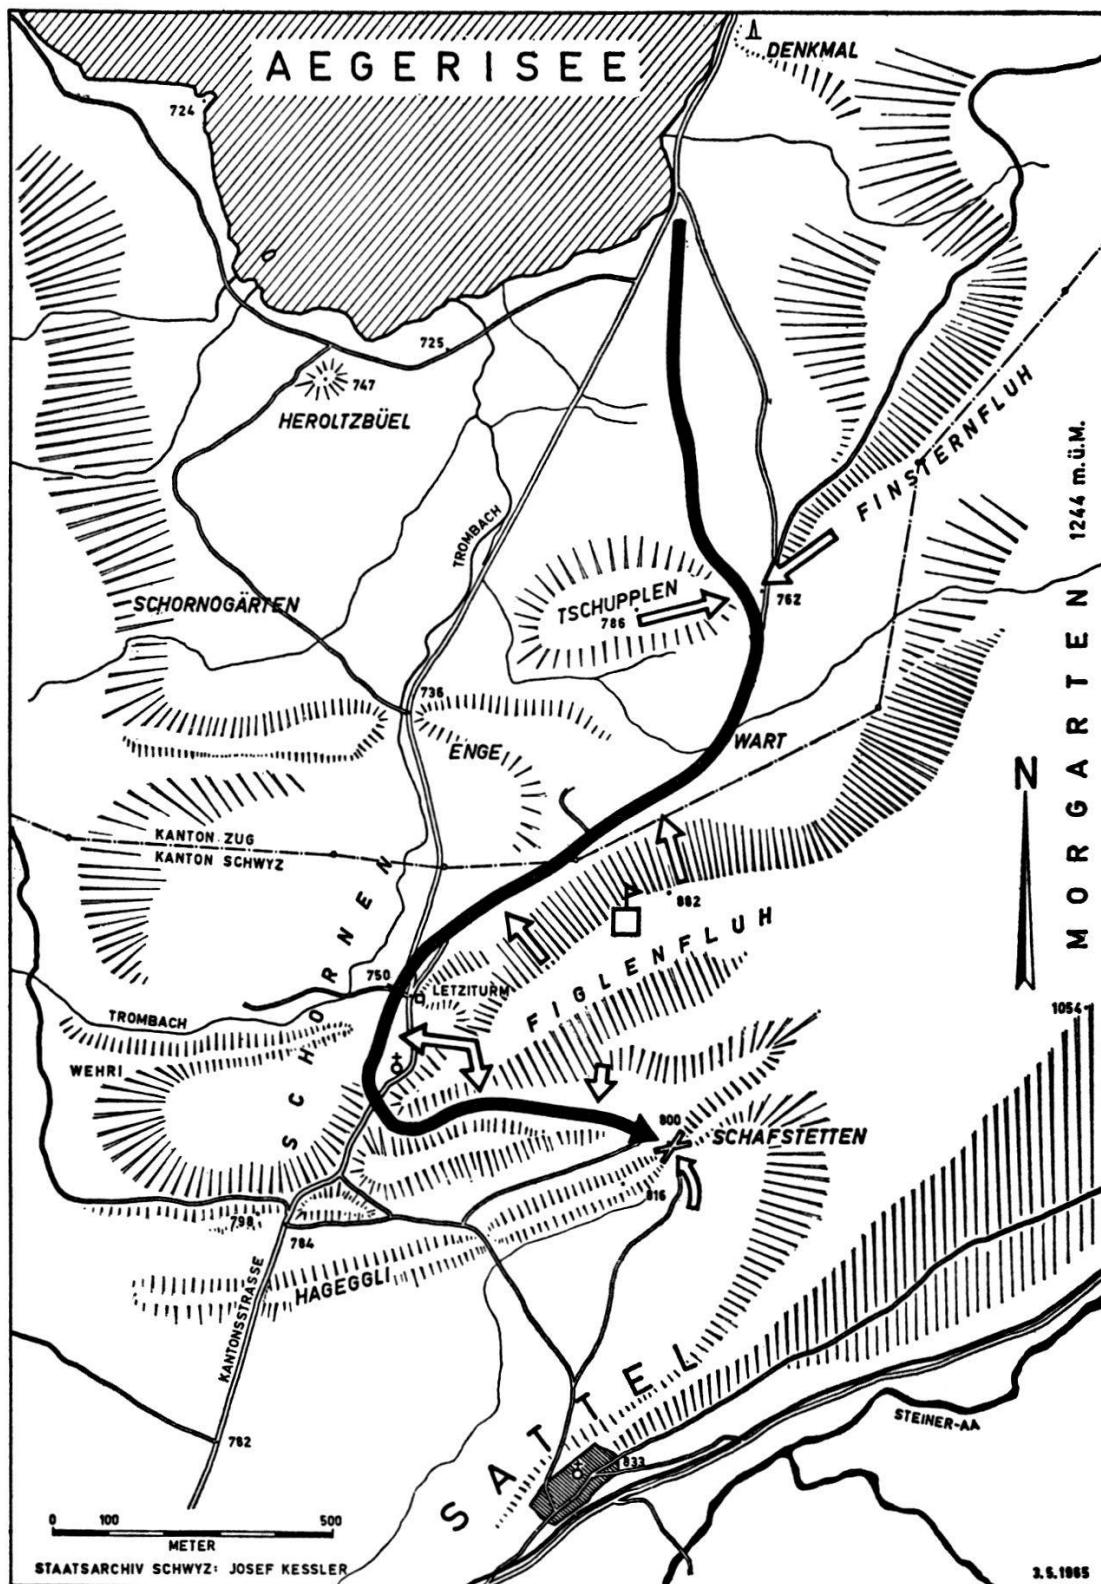 AEGERISEE
DENKMAL
724
725
747
HEROLTZBÜEL
FINSTERNFLUH
MORGARTEN 1244 m.ü.M.
TROMBACH
SCHORNOGÄRTEN
TSCHUPPLEN
786
762
736
ENGE
WART
N
KANTON ZUG
KANTON SCHWYZ
SCHORNEN
882
FIGLENFLUH
750
LETZITURM
TROMBACH
WEHRI
1054
800
SCHAFSTETTEN
816
798
784
HAGEGGLI
KANTONSSTRASSE
SATTEL
STEINER-AA
782
833
0 100 500
METER
STAATSARCHIV SCHWYZ: JOSEF KESSLER
3.5.1965